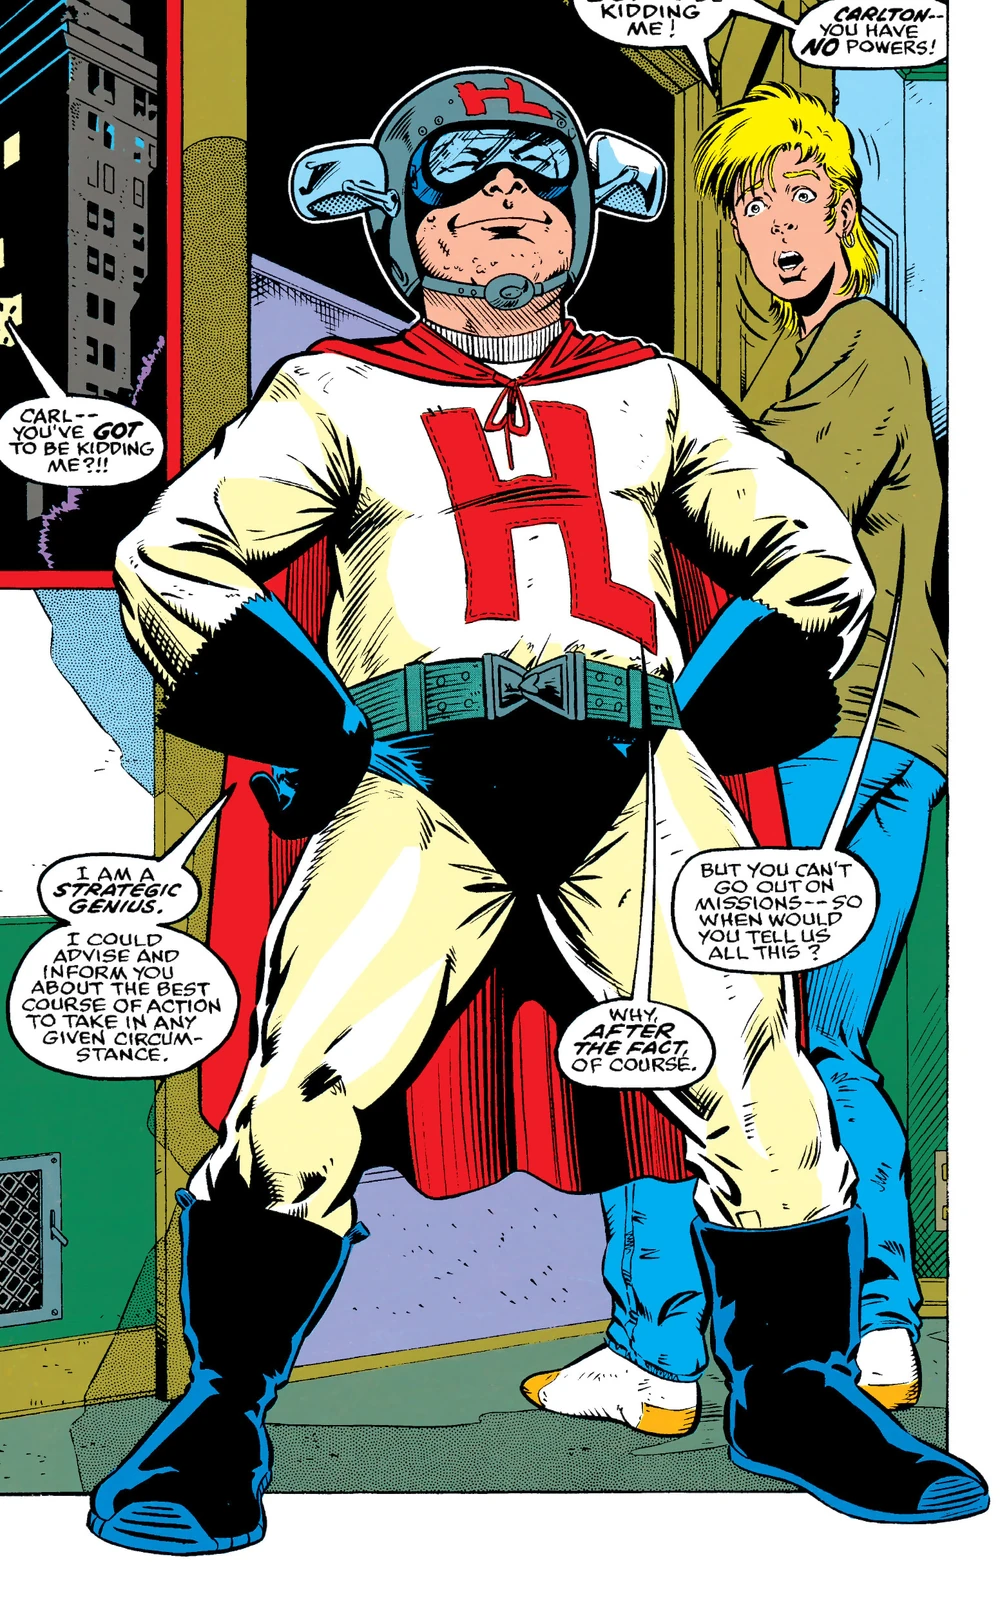 KIDDING
ME!
CARLTON--
YOU HAVE
NO POWERS!
H
CARL--
YOU'VE GOT
TO BE KIDDING
ME?!!
H
I AM A
STRATEGIC
GENIUS.
I COULD
ADVISE AND
INFORM YOU
ABOUT THE BEST
COURSE OF ACTION
TO TAKE IN ANY
GIVEN CIRCUM-
STANCE.
BUT YOU CAN'T
GO OUT ON
MISSIONS--SO
WHEN WOULD
YOU TELL US
ALL THIS?
WHY,
AFTER
THE FACT,
OF COURSE.